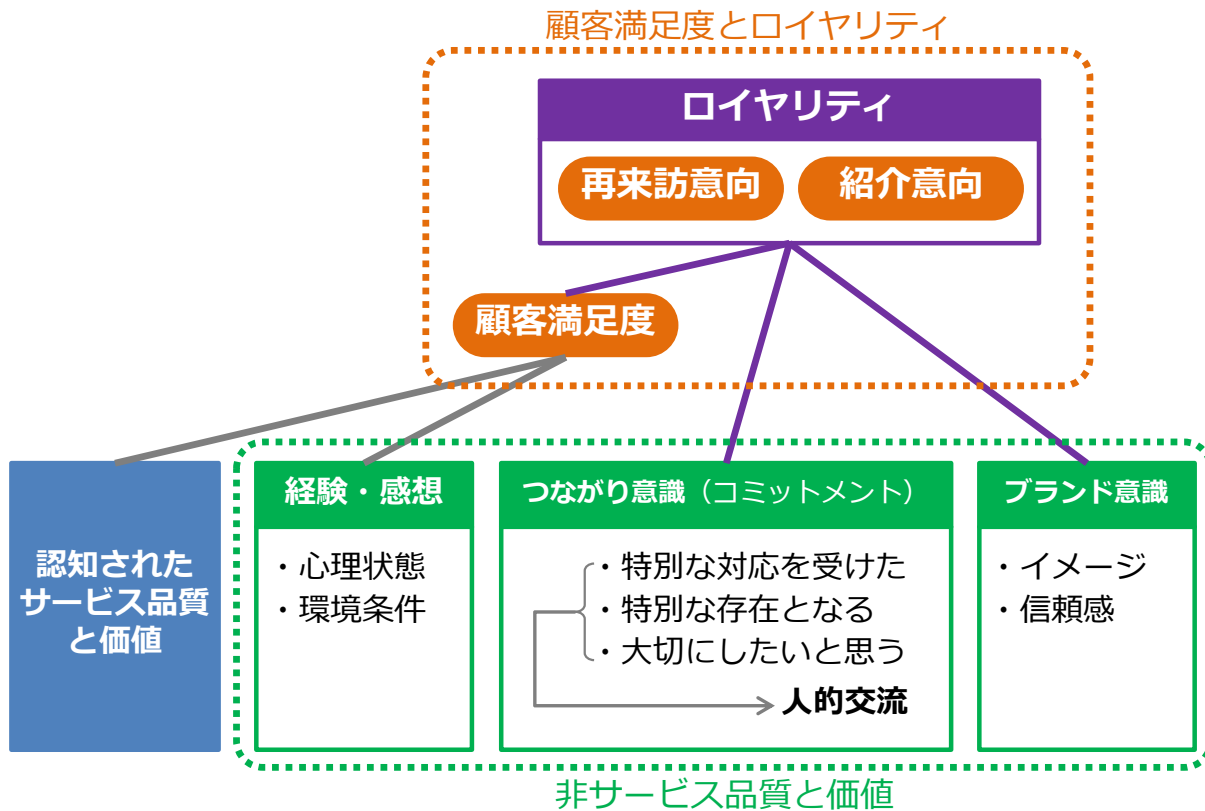 顧客満足度とロイヤリティ
ロイヤリティ
再来訪意向
紹介意向
顧客満足度
認知された
サービス品質
と価値
経験・感想
・心理状態
・環境条件
つながり意識（コミットメント）
・特別な対応を受けた
・特別な存在となる
・大切にしたいと思う
人的交流
ブランド意識
・イメージ
・信頼感
非サービス品質と価値